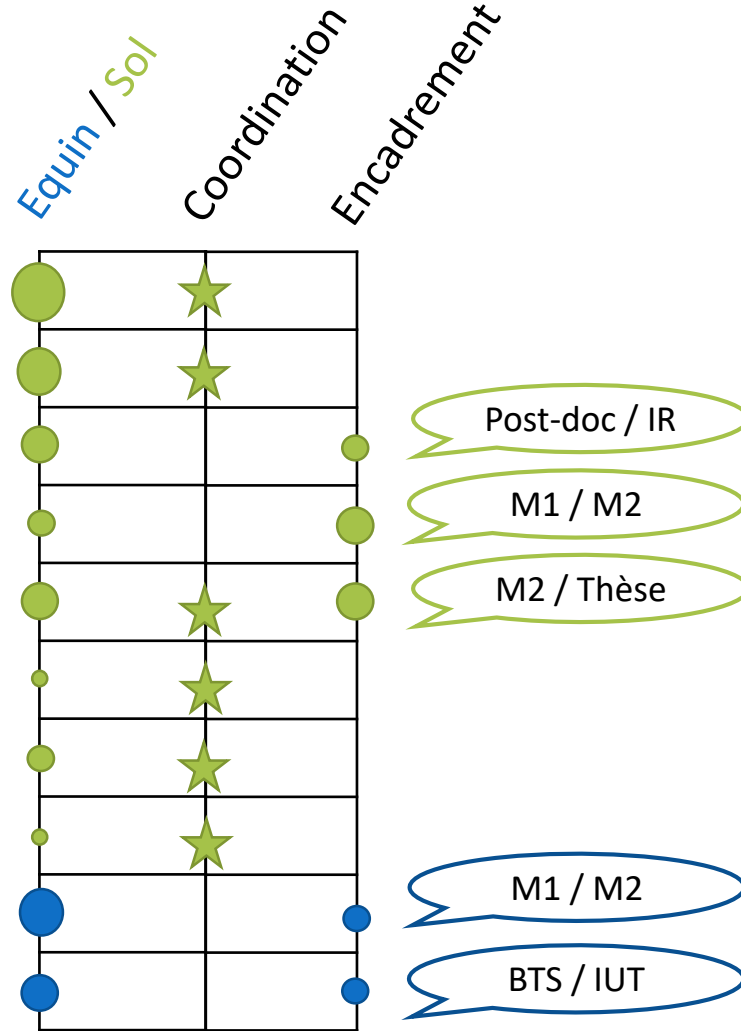 Equin / Sol
Coordination
Encadrement
Post-doc / IR
M1 / M2
M2 / Thèse
M1 / M2
BTS / IUT